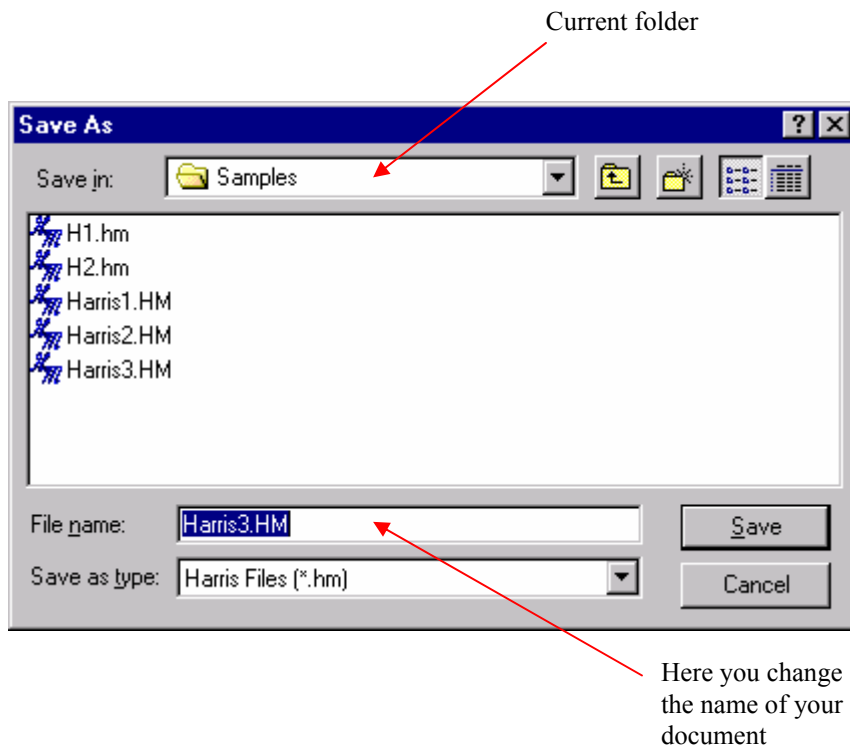 Current folder
Save As
Save in:
Samples
H1.hm
H2.hm
Harris1.HM
Harris2.HM
Harris3.HM
File name:
Harris3.HM
Save
Save as type:
Harris Files (*.hm)
Cancel
Here you change
the name of your
document